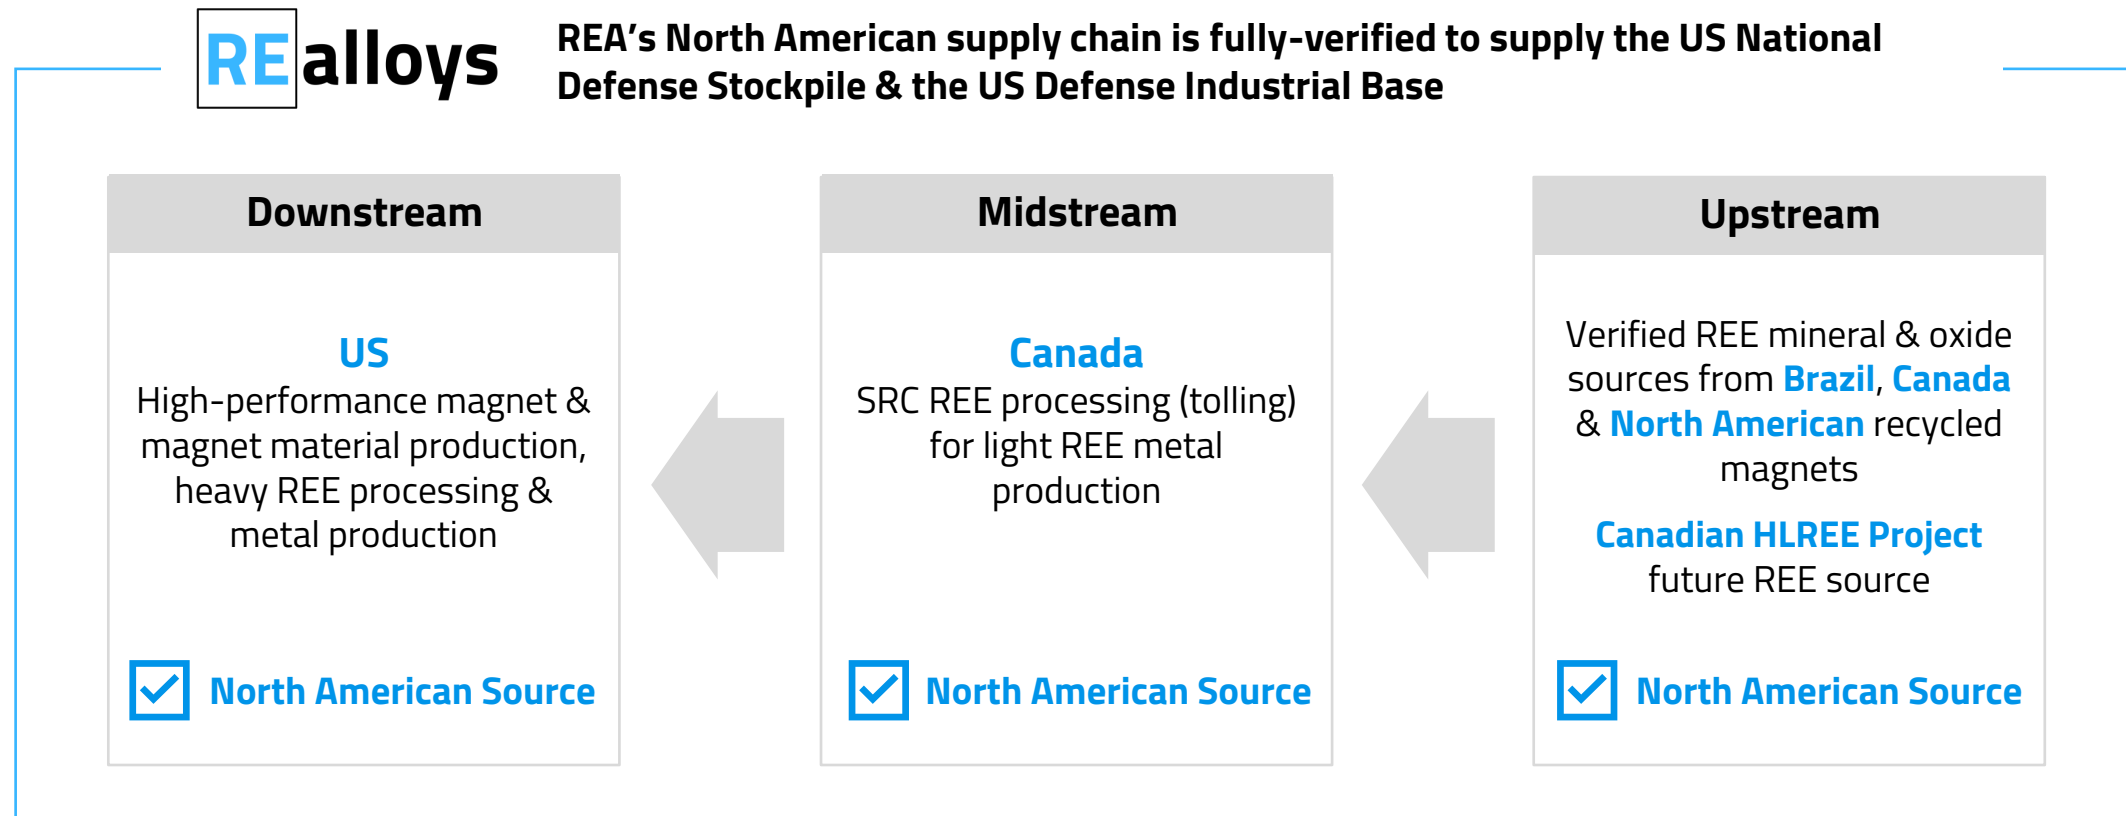 REalloys
REA's North American supply chain is fully-verified to supply the US National
Defense Stockpile & the US Defense Industrial Base
Downstream
US
High-performance magnet &
magnet material production,
heavy REE processing &
metal production
North American Source
Midstream
Canada
SRC REE processing (tolling)
for light REE metal
production
North American Source
Upstream
Verified REE mineral & oxide
sources from Brazil, Canada
& North American recycled
magnets
Canadian HLREE Project
future REE source
North American Source